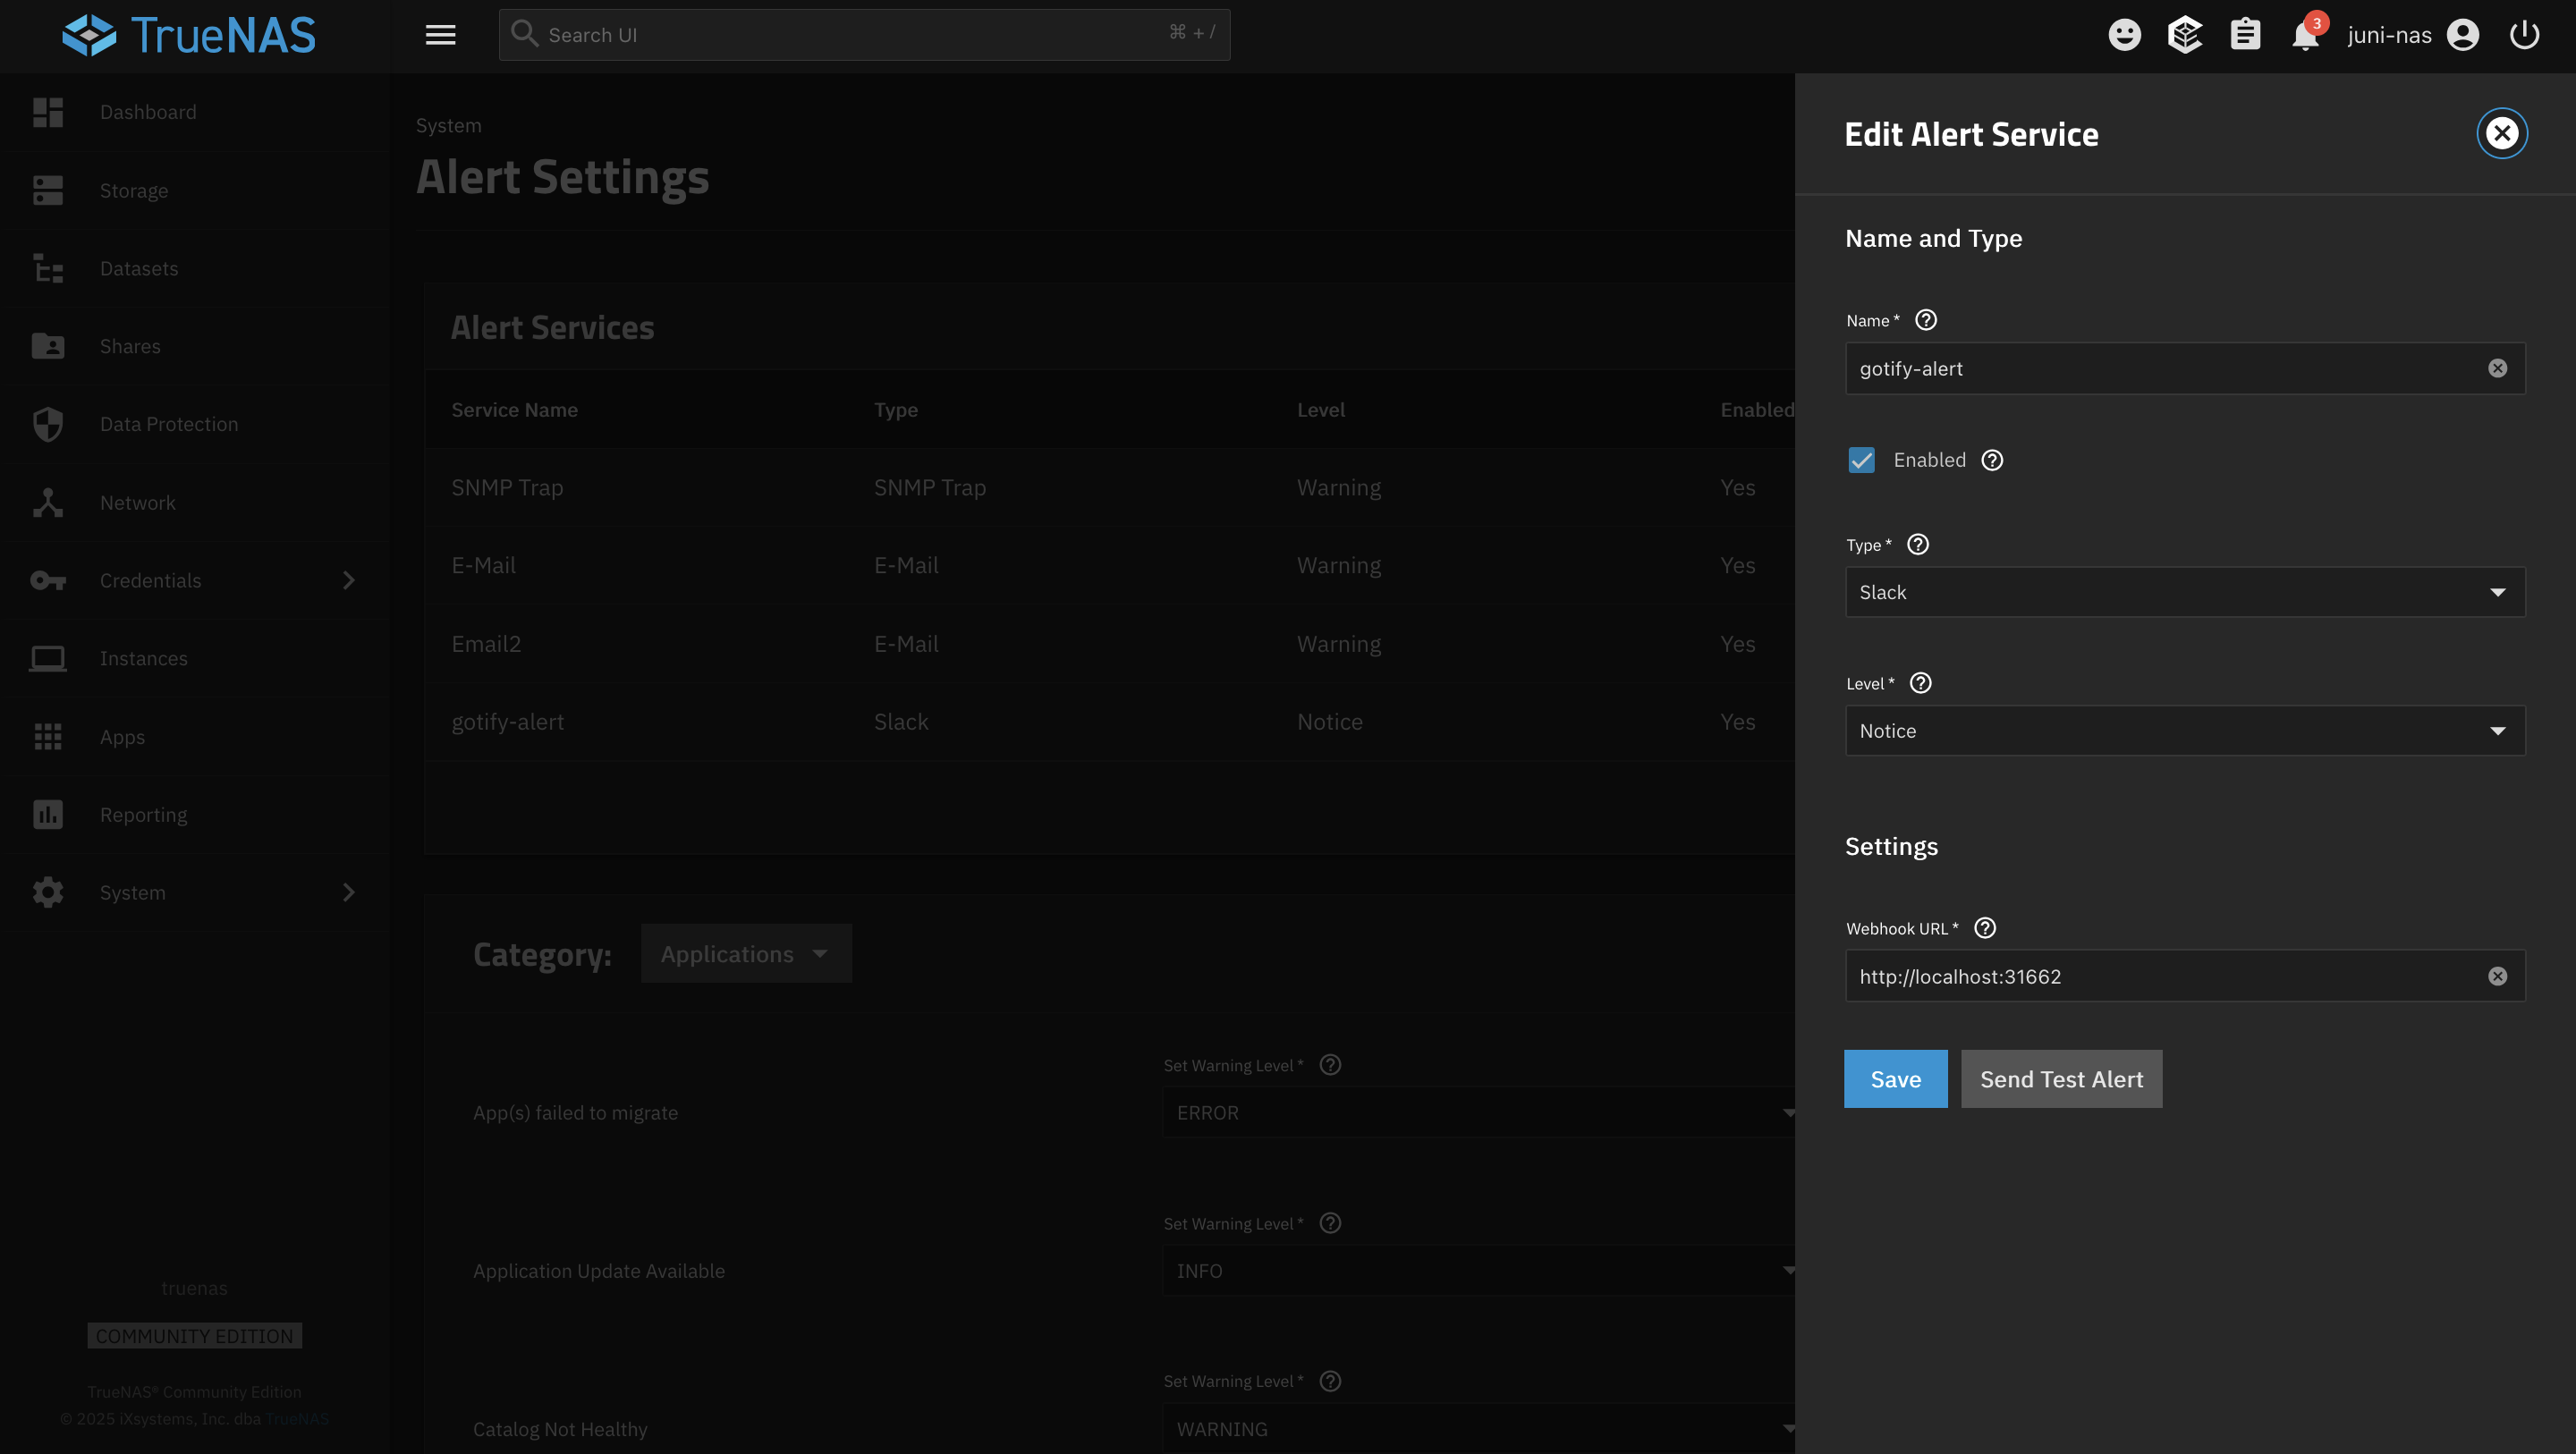 TrueNAS
Search UI
⌘ + /
3
juni-nas
Dashboard
Storage
Datasets
Shares
Data Protection
Network
Credentials
Instances
Apps
Reporting
System
truenas
COMMUNITY EDITION
TrueNAS® Community Edition
© 2025 iXsystems, Inc. dba TrueNAS
System
Alert Settings
Alert Services
Service Name Type Level Enabled
SNMP Trap SNMP Trap Warning Yes
E-Mail E-Mail Warning Yes
Email2 E-Mail Warning Yes
gotify-alert Slack Notice Yes
Category: Applications
Set Warning Level *
App(s) failed to migrate ERROR
Set Warning Level *
Application Update Available INFO
Set Warning Level *
Catalog Not Healthy WARNING
Edit Alert Service
Name and Type
Name *
gotify-alert
Enabled
Type *
Slack
Level *
Notice
Settings
Webhook URL *
http://localhost:31662
Save Send Test Alert